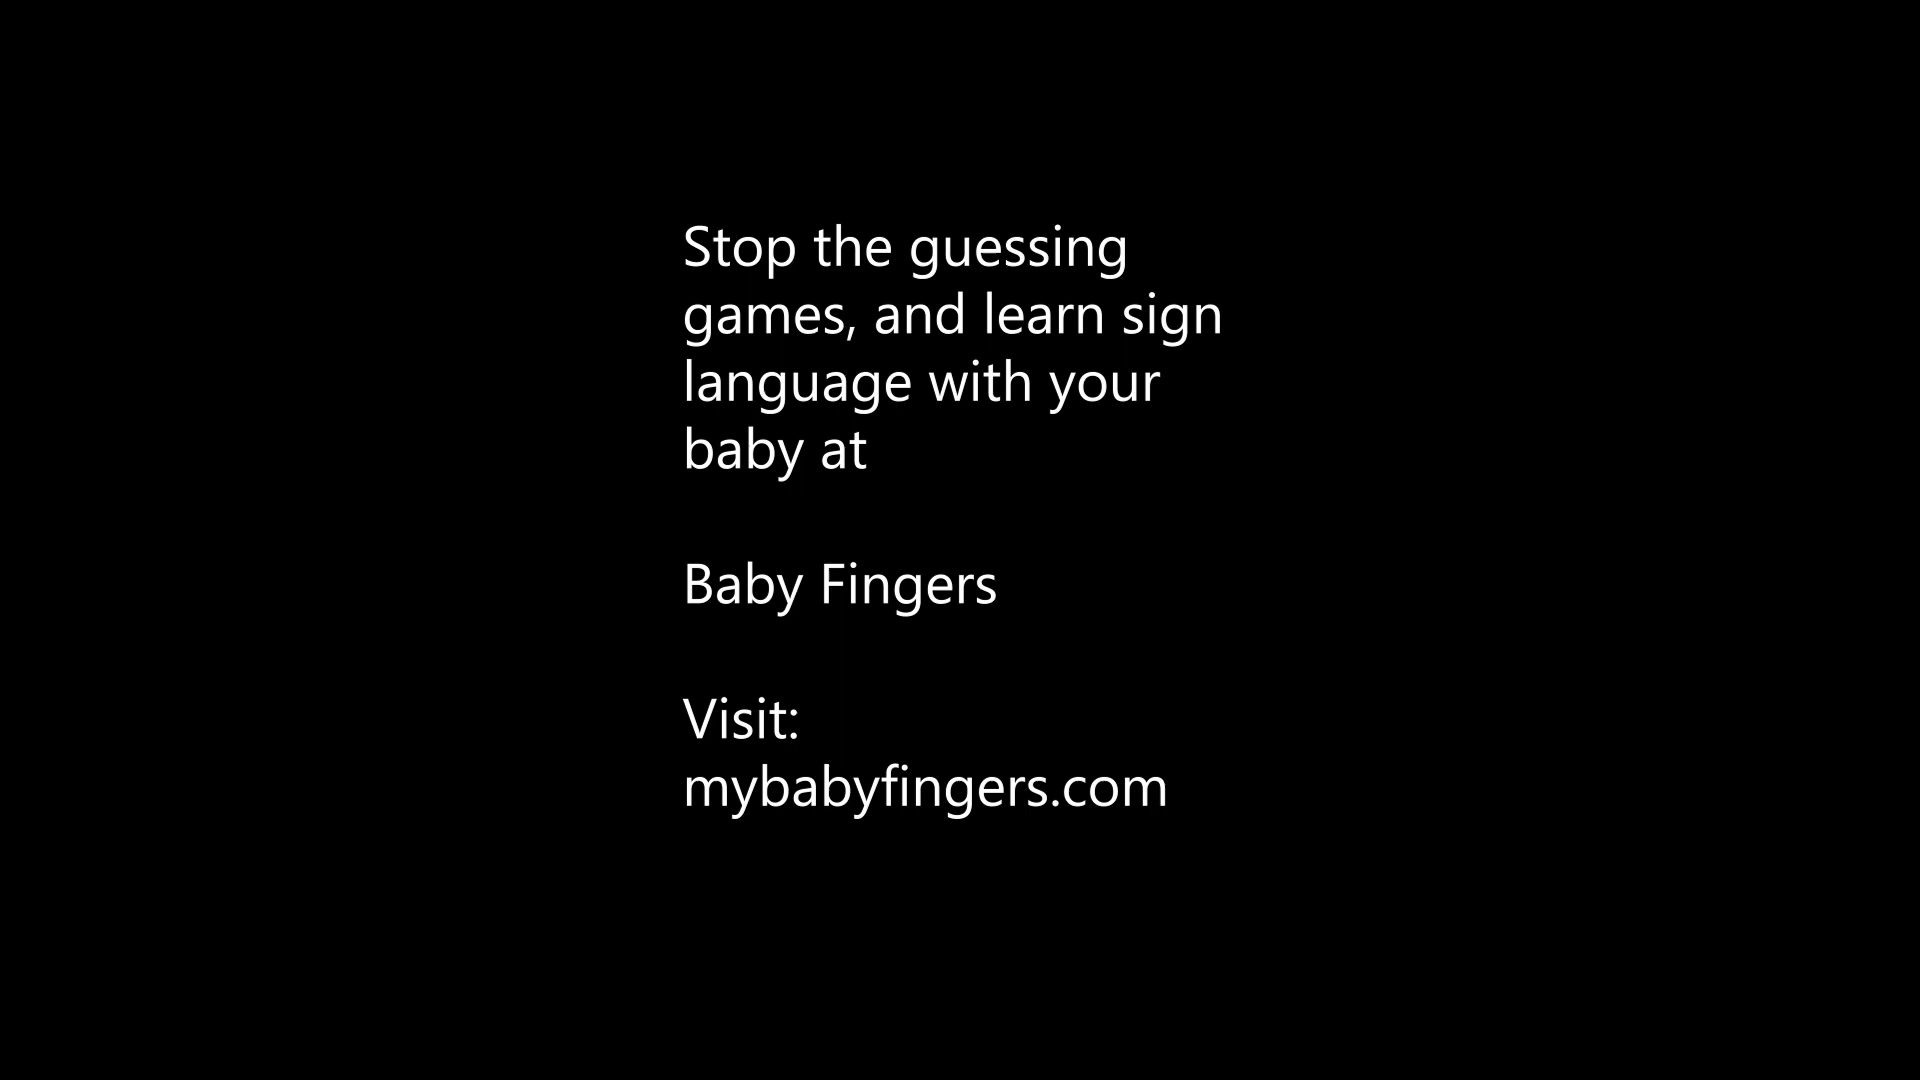 Stop the guessing
games, and learn sign
language with your
baby at
Baby Fingers
Visit:
mybabyfingers.com